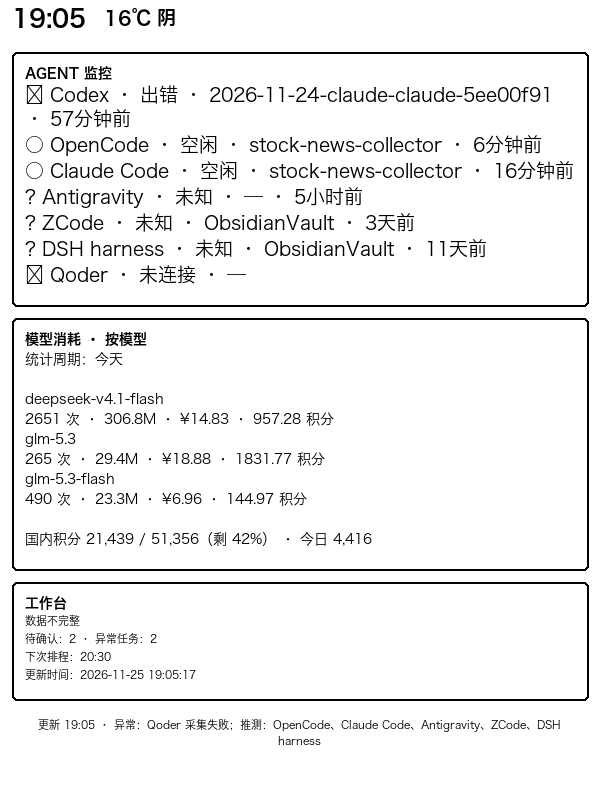 19:05 16℃ 阴
AGENT 监控
☒ Codex · 出错 · 2026-11-24-claude-claude-5ee00f91
· 57分钟前
○ OpenCode · 空闲 · stock-news-collector · 6分钟前
○ Claude Code · 空闲 · stock-news-collector · 16分钟前
? Antigravity · 未知 · — · 5小时前
? ZCode · 未知 · ObsidianVault · 3天前
? DSH harness · 未知 · ObsidianVault · 11天前
☒ Qoder · 未连接 · —
模型消耗 · 按模型
统计周期：今天
deepseek-v4.1-flash
2651 次 · 306.8M · ¥14.83 · 957.28 积分
glm-5.3
265 次 · 29.4M · ¥18.88 · 1831.77 积分
glm-5.3-flash
490 次 · 23.3M · ¥6.96 · 144.97 积分
国内积分 21,439 / 51,356（剩 42%） · 今日 4,416
工作台
数据不完整
待确认：2 · 异常任务：2
下次排程：20:30
更新时间：2026-11-25 19:05:17
更新 19:05 · 异常：Qoder 采集失败；推测：OpenCode、Claude Code、Antigravity、ZCode、DSH
harness